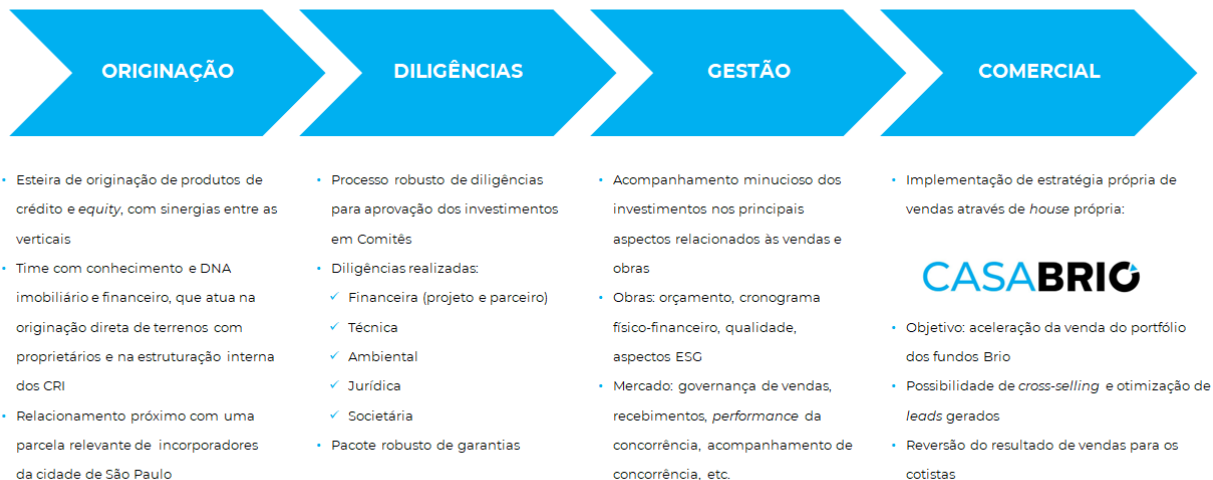 ORIGINAÇÃO
Esteira de originação de produtos de
crédito e equity, com sinergias entre as
verticais
Time com conhecimento e DNA
imobiliário e financeiro, que atua na
originação direta de terrenos com
proprietários e na estruturação interna
dos CRI
Relacionamento próximo com uma
parcela relevante de incorporadores
da cidade de São Paulo
DILIGÊNCIAS
Processo robusto de diligências
para aprovação dos investimentos
em Comitês
Diligências realizadas:
Financeira (projeto e parceiro)
Técnica
Ambiental
Jurídica
Societária
Pacote robusto de garantias
GESTÃO
Acompanhamento minucioso dos
investimentos nos principais
aspectos relacionados às vendas e
obras
Obras: orçamento, cronograma
físico-financeiro, qualidade,
aspectos ESG
Mercado: governança de vendas,
recebimentos, performance da
concorrência, acompanhamento de
concorrência, etc.
COMERCIAL
Implementação de estratégia própria de
vendas através de house própria:
CASABRIO
Objetivo: aceleração da venda do portfólio
dos fundos Brio
Possibilidade de cross-selling e otimização de
leads gerados
Reversão do resultado de vendas para os
cotistas